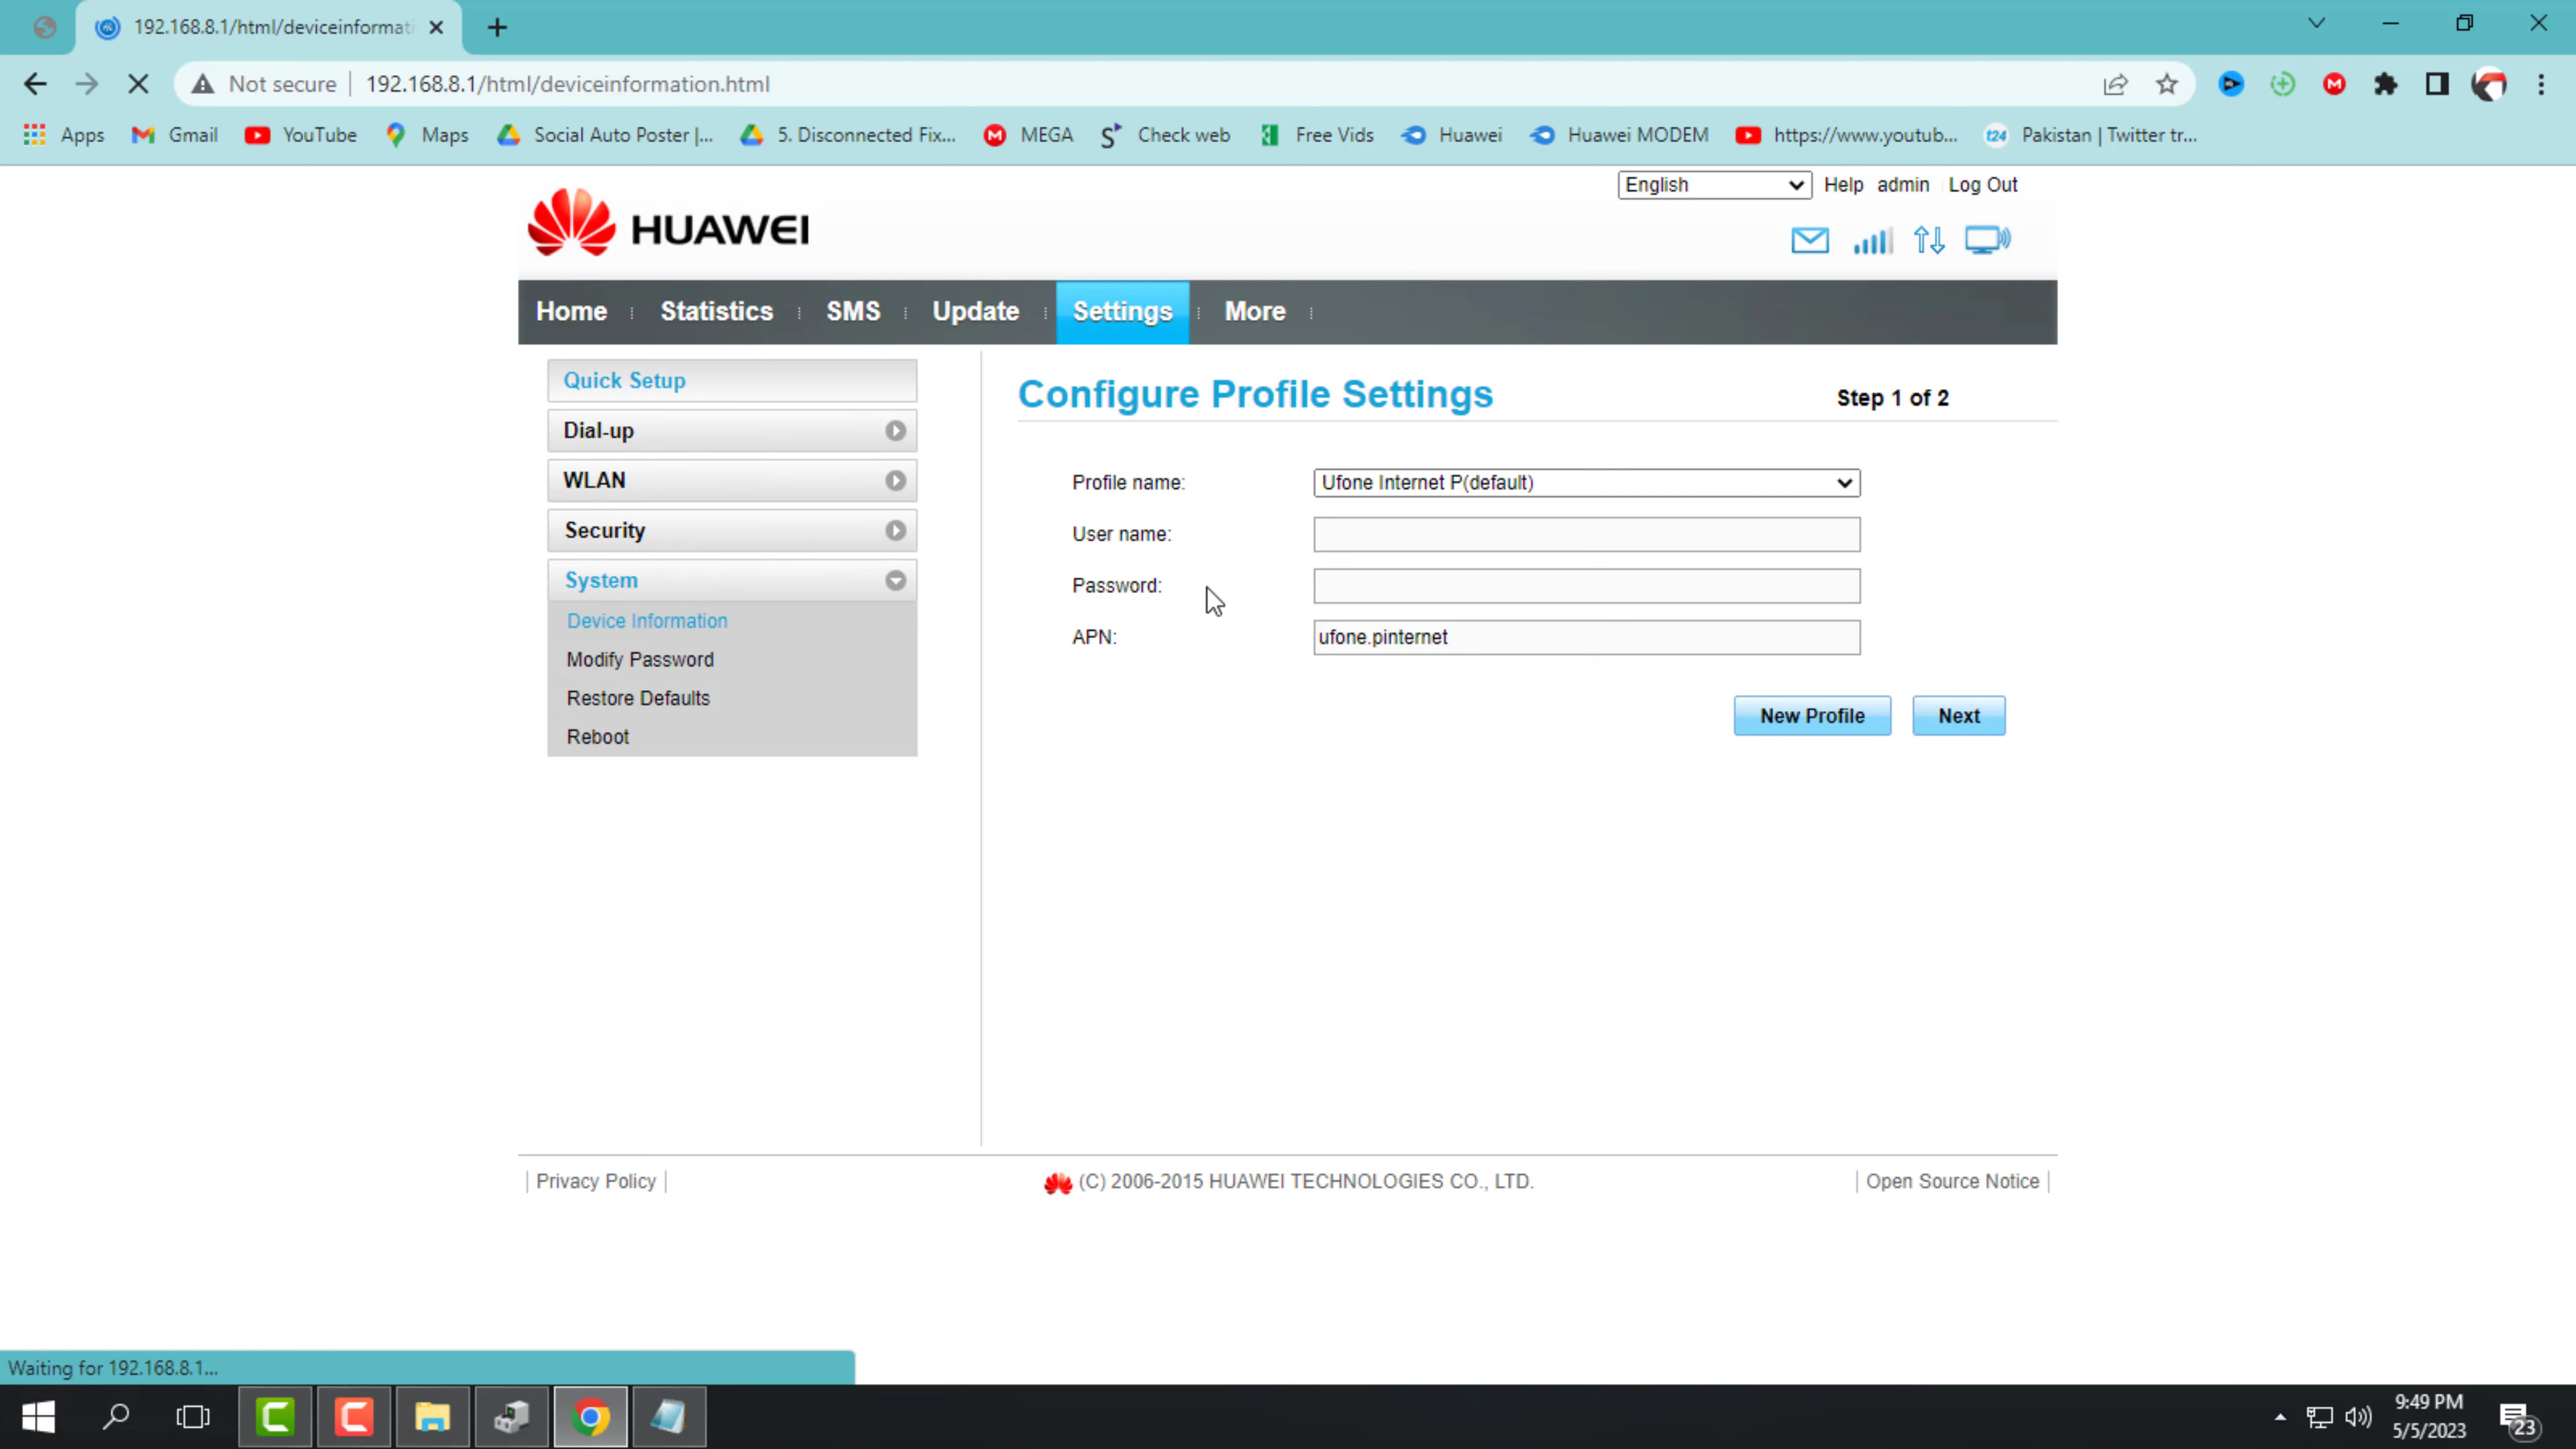 192.168.8.1/html/deviceinformati
Not secure 192.168.8.1/html/deviceinformation.html
Apps Gmail YouTube Maps Social Auto Poster |... 5. Disconnected Fix... MEGA Check web Free Vids Huawei Huawei MODEM https://www.youtub... t24 Pakistan | Twitter tr...
English Help admin Log Out
HUAWEI
Home Statistics SMS Update Settings More
Quick Setup
Dial-up
WLAN
Security
System
Device Information
Modify Password
Restore Defaults
Reboot
Configure Profile Settings Step 1 of 2
Profile name: Ufone Internet P(default)
User name:
Password:
APN: ufone.pinternet
New Profile Next
Privacy Policy (C) 2006-2015 HUAWEI TECHNOLOGIES CO., LTD. Open Source Notice
Waiting for 192.168.8.1...
9:49 PM
5/5/2023
23